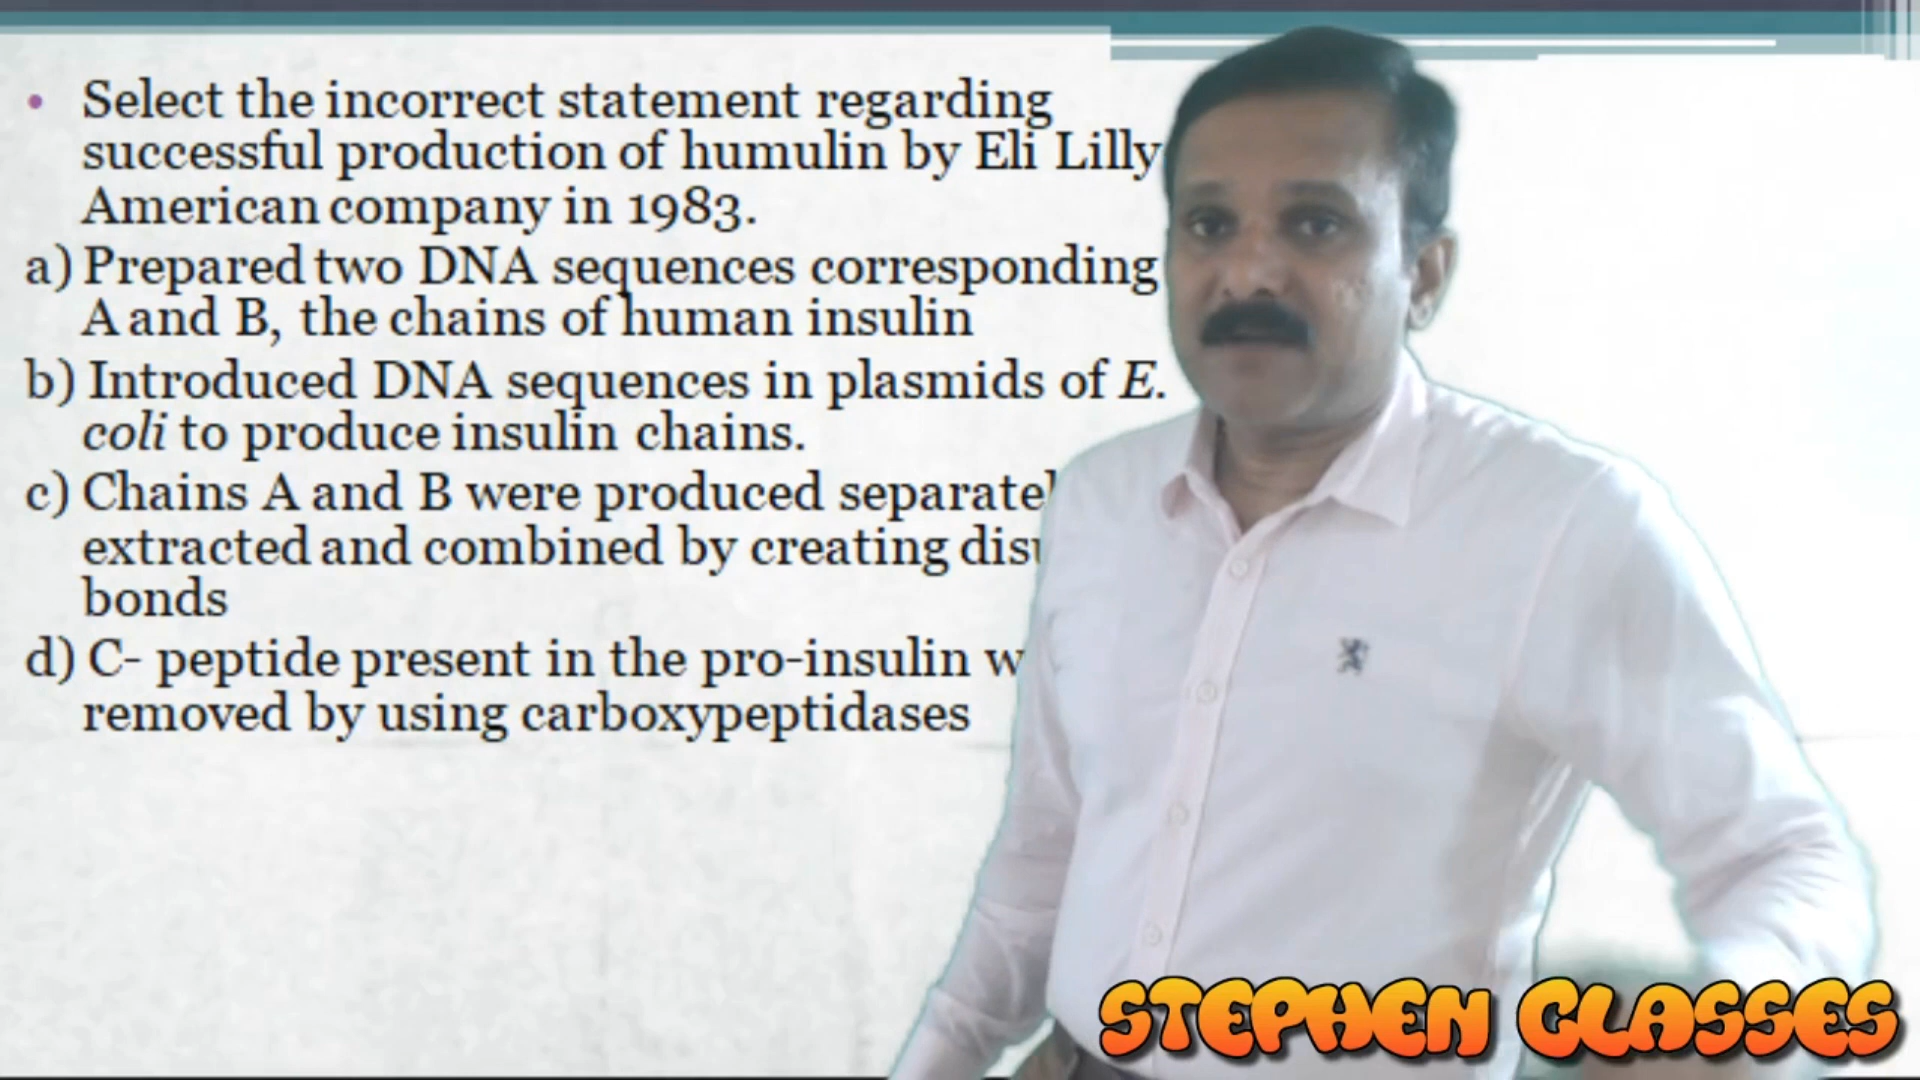 • Select the incorrect statement regarding
successful production of humulin by Eli Lilly
American company in 1983.
a) Prepared two DNA sequences corresponding
A and B, the chains of human insulin
b) Introduced DNA sequences in plasmids of E.
coli to produce insulin chains.
c) Chains A and B were produced
extracted and combined by creating
bonds
d) C- peptide present in the pro-insulin
removed by using carboxypeptidases
STEPHEN CLASSES